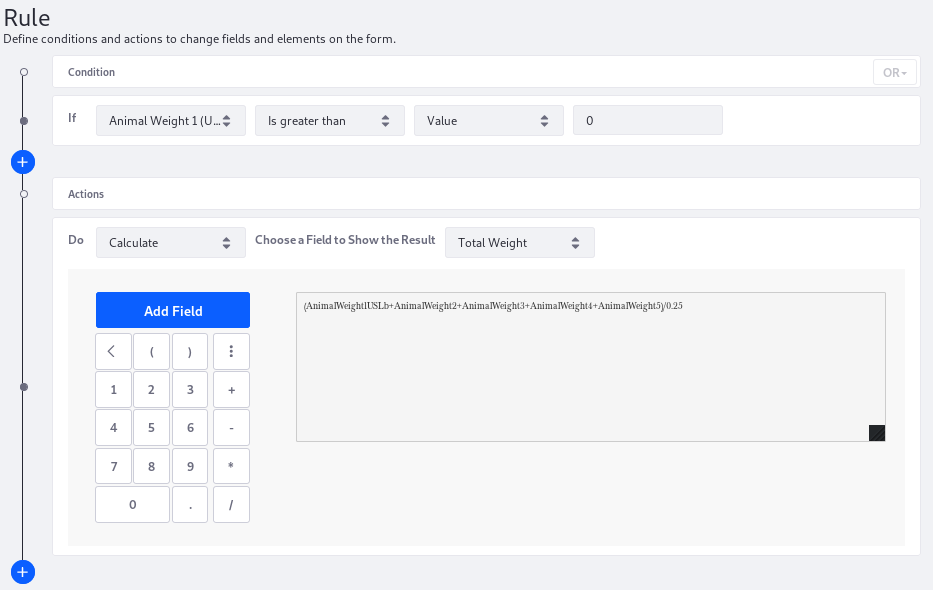 Rule
Define conditions and actions to change fields and elements on the form.
Condition
OR
If
Animal Weight 1 (U...
Is greater than
Value
0
Actions
Do
Calculate
Choose a Field to Show the Result
Total Weight
Add Field
(AnimalWeight1USLb+AnimalWeight2+AnimalWeight3+AnimalWeight4+AnimalWeight5)/0.25
( )
1 2 3 +
4 5 6 -
7 8 9 *
0 . /